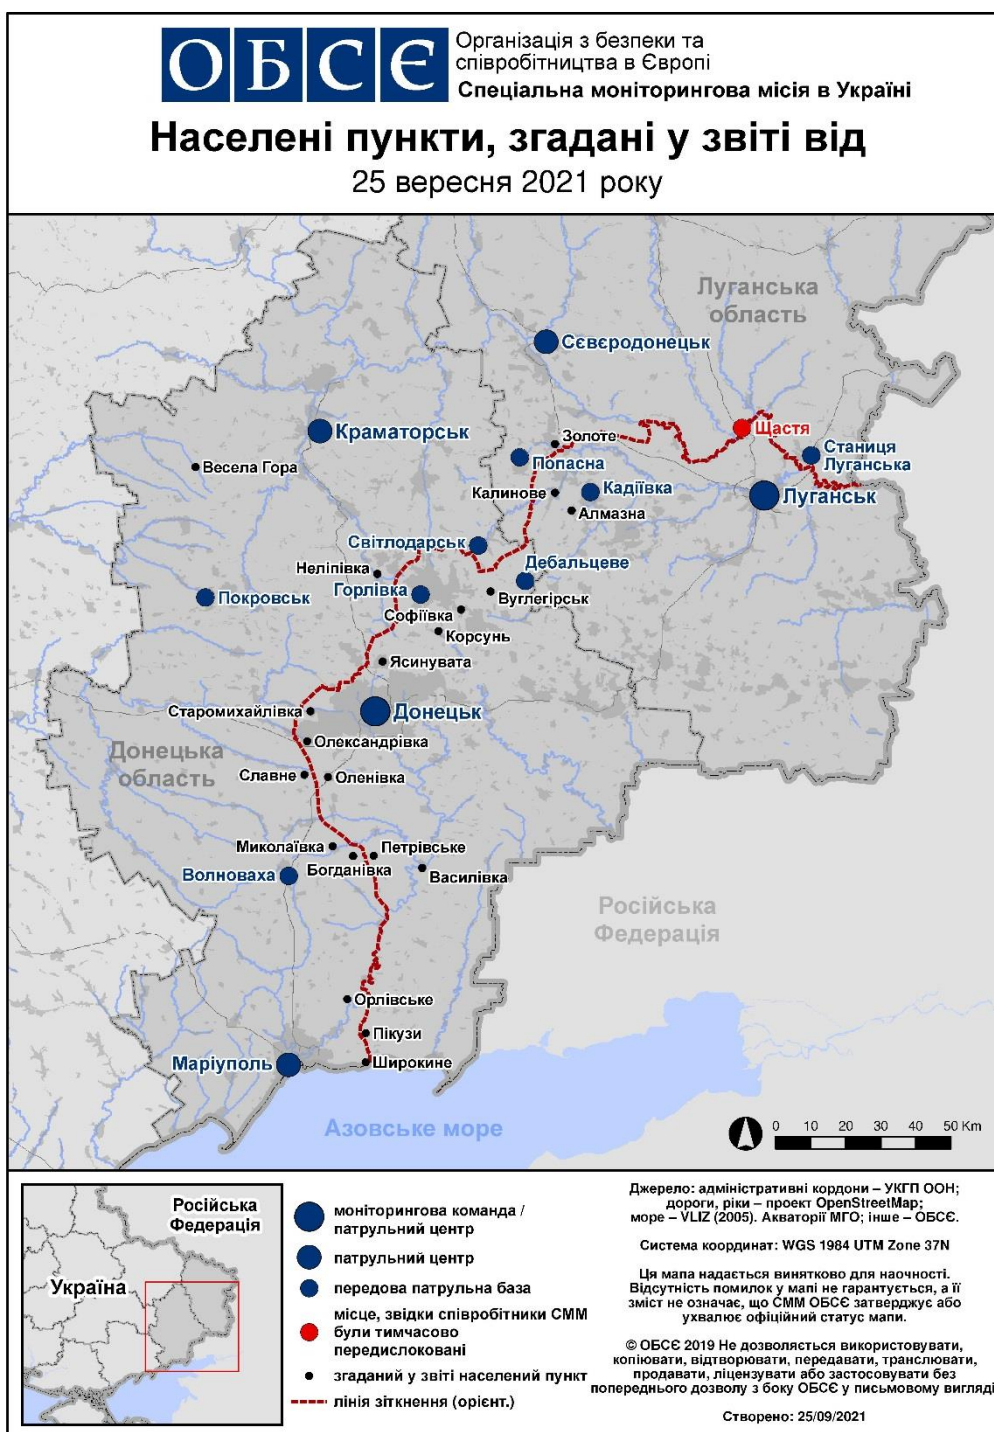 ОБСЄ
Організація з безпеки та
співробітництва в Європі
Спеціальна моніторингова місія в Україні
Населені пункти, згадані у звіті від
25 вересня 2021 року
Луганська
область
Сєвєродонецьк
Краматорськ
Весела Гора
Золоте
Щастя
Попасна
Станиця
Луганська
Калинове
Кадіївка
Луганськ
Алмазна
Світлодарськ
Неліпівка
Дебальцеве
Покровськ
Горлівка
Вуглегірськ
Софіївка
Корсунь
Ясинувата
Старомихайлівка
Донецьк
Олександрівка
Донецька
область
Славне
Оленівка
Миколаївка
Петрівське
Богданівка
Волноваха
Василівка
Російська
Федерація
Орлівське
Пікузи
Маріуполь
Широкине
Азовське море
0 10 20 30 40 50 Km
Російська
Федерація
Україна
моніторингова команда /
патрульний центр
патрульний центр
передова патрульна база
місце, звідки співробітники СММ
були тимчасово
передислоковані
згаданий у звіті населений пункт
лінія зіткнення (орієнт.)
Джерело: адміністративні кордони – УКГП ООН;
дороги, ріки – проект OpenStreetMap;
море – VLIZ (2005). Акваторії МГО; інше – ОБСЄ.
Система координат: WGS 1984 UTM Zone 37N
Ця мапа надається винятково для наочності.
Відсутність помилок у мапі не гарантується, а її
зміст не означає, що СММ ОБСЄ затверджує або
ухвалює офіційний статус мапи.
© ОБСЄ 2019 Не дозволяється використовувати,
копіювати, відтворювати, передавати, транслювати,
продавати, ліцензувати або застосовувати без
попереднього дозволу з боку ОБСЄ у письмовому вигляді
Створено: 25/09/2021